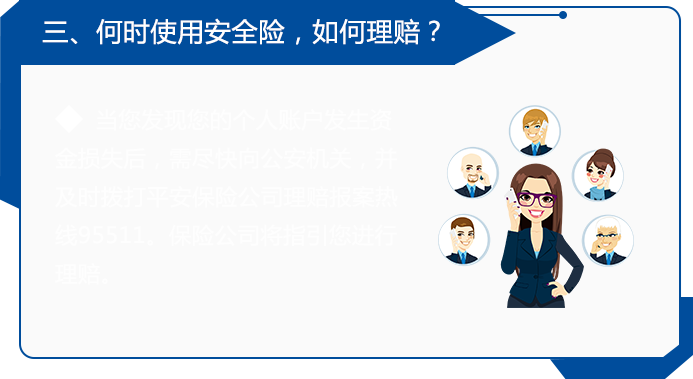 三、何时使用安全险，如何理赔？
◆ 当您发现您的个人账户发生资
金损失后，需尽快向公安机关，并
及时拨打平安保险公司理赔报案热
线95511，保险公司将指引您进行
理赔。